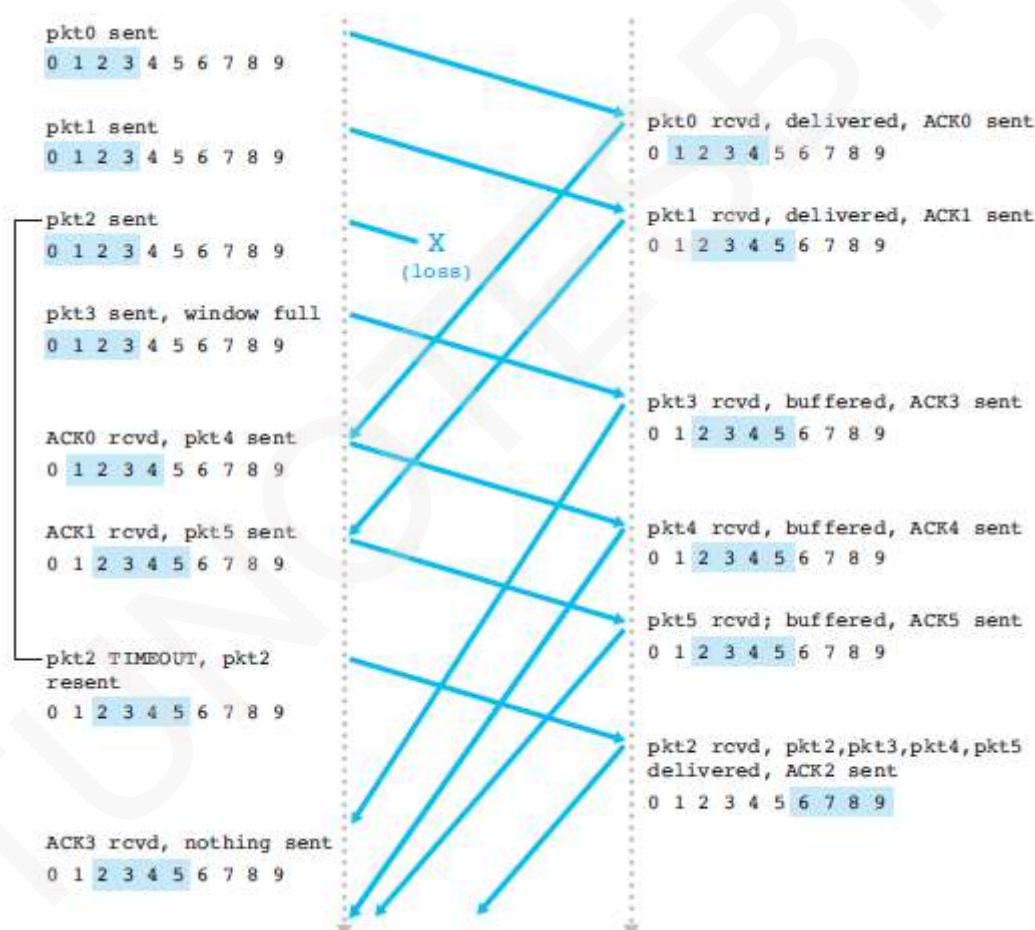 pkt0 sent
0 1 2 3 4 5 6 7 8 9
pkt1 sent
0 1 2 3 4 5 6 7 8 9
pkt2 sent
0 1 2 3 4 5 6 7 8 9
pkt3 sent, window full
0 1 2 3 4 5 6 7 8 9
ACK0 rcvd, pkt4 sent
0 1 2 3 4 5 6 7 8 9
ACK1 rcvd, pkt5 sent
0 1 2 3 4 5 6 7 8 9
pkt2 TIMEOUT, pkt2
resent
0 1 2 3 4 5 6 7 8 9
ACK3 rcvd, nothing sent
0 1 2 3 4 5 6 7 8 9
X
(loss)
pkt0 rcvd, delivered, ACK0 sent
0 1 2 3 4 5 6 7 8 9
pkt1 rcvd, delivered, ACK1 sent
0 1 2 3 4 5 6 7 8 9
pkt3 rcvd, buffered, ACK3 sent
0 1 2 3 4 5 6 7 8 9
pkt4 rcvd, buffered, ACK4 sent
0 1 2 3 4 5 6 7 8 9
pkt5 rcvd; buffered, ACK5 sent
0 1 2 3 4 5 6 7 8 9
pkt2 rcvd, pkt2,pkt3,pkt4,pkt5
delivered, ACK2 sent
0 1 2 3 4 5 6 7 8 9